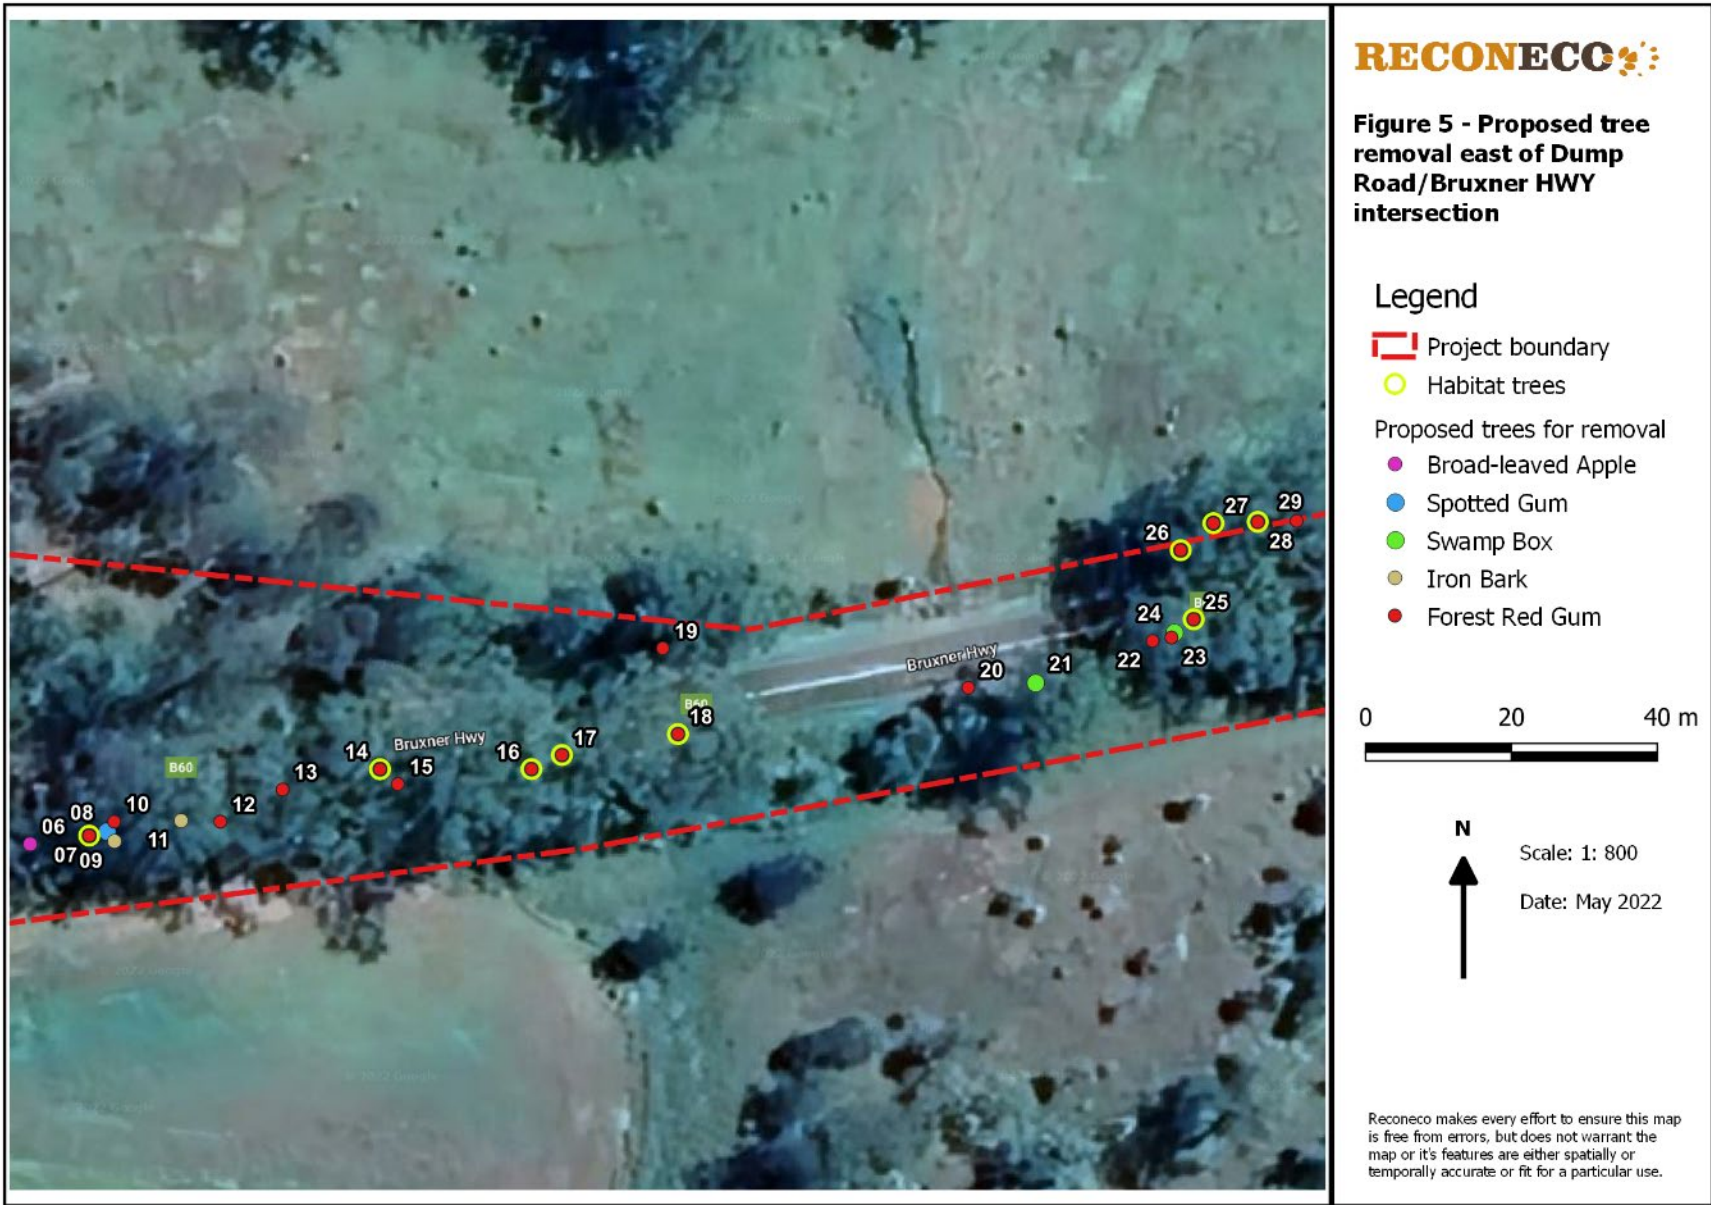 RECONECO
Figure 5 - Proposed tree
removal east of Dump
Road/Bruxner HWY
intersection
Legend
Project boundary
Habitat trees
Proposed trees for removal
Broad-leaved Apple
Spotted Gum
Swamp Box
Iron Bark
Forest Red Gum
0 20 40 m
N
Scale: 1: 800
Date: May 2022
Reconeco makes every effort to ensure this map
is free from errors, but does not warrant the
map or it's features are either spatially or
temporally accurate or fit for a particular use.
29
27
26
28
25
24
22
23
19
Bruxner Hwy
20
21
B60
18
17
16
14
Bruxner Hwy
15
B60
13
12
10
08
06
11
07
09